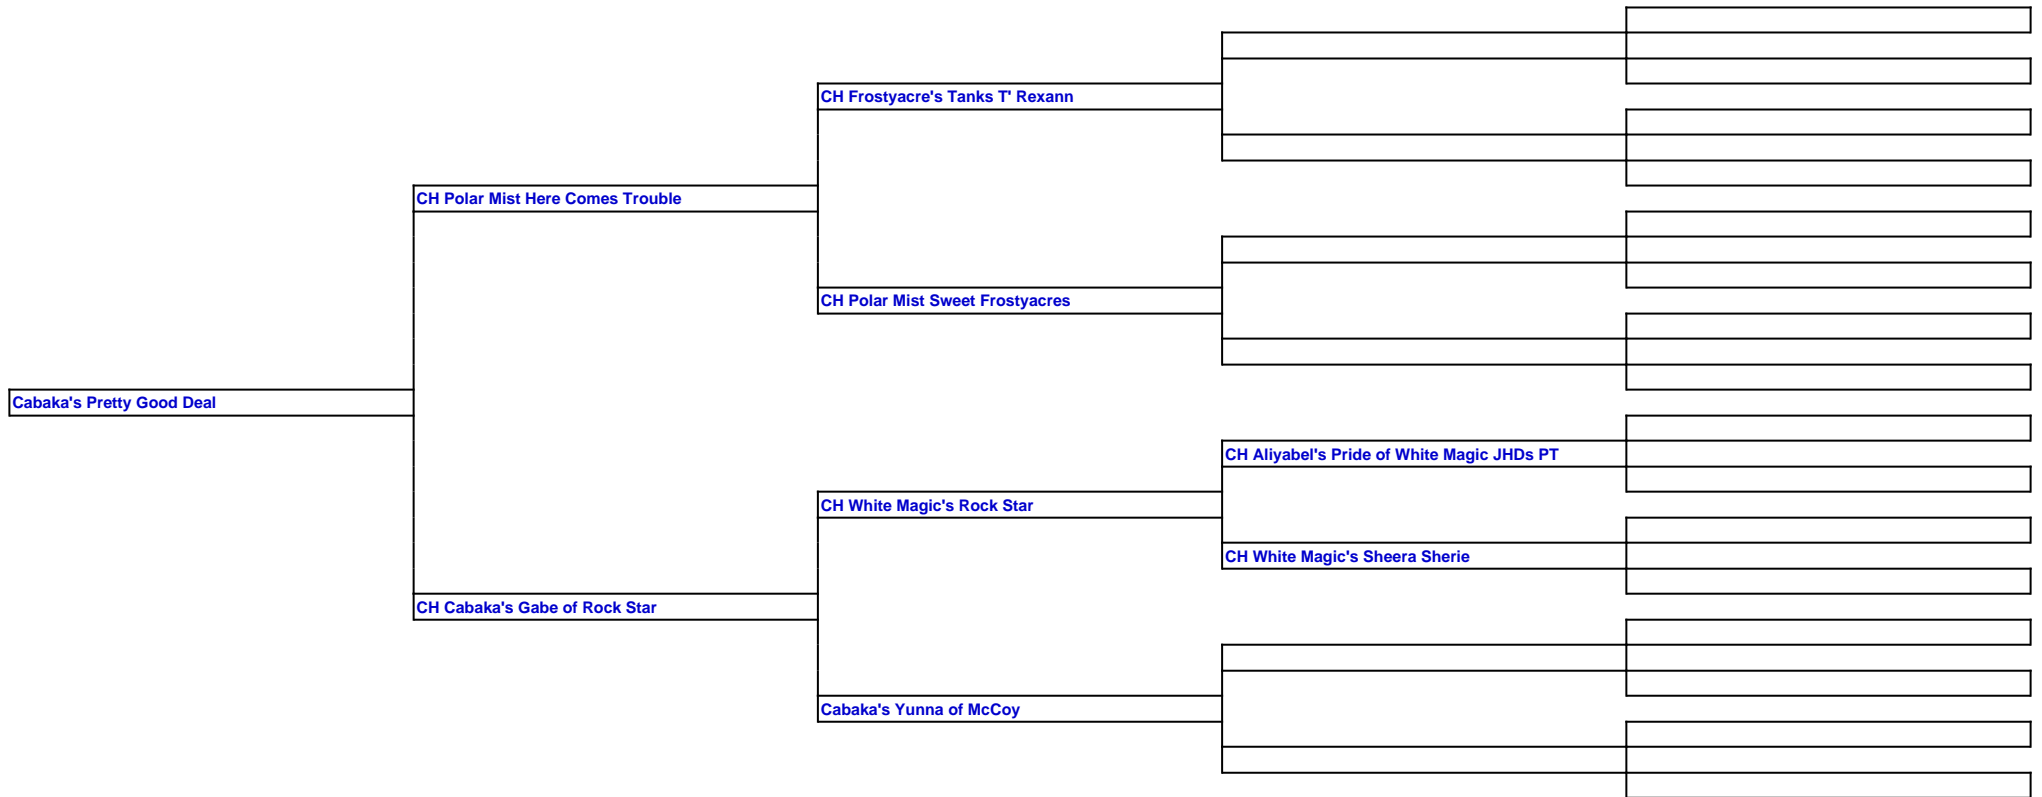 CH Frostyacre's Tanks T' Rexann
CH Polar Mist Here Comes Trouble
CH Polar Mist Sweet Frostyacres
Cabaka's Pretty Good Deal
CH Aliyabel's Pride of White Magic JHDs PT
CH White Magic's Rock Star
CH White Magic's Sheera Sherie
CH Cabaka's Gabe of Rock Star
Cabaka's Yunna of McCoy